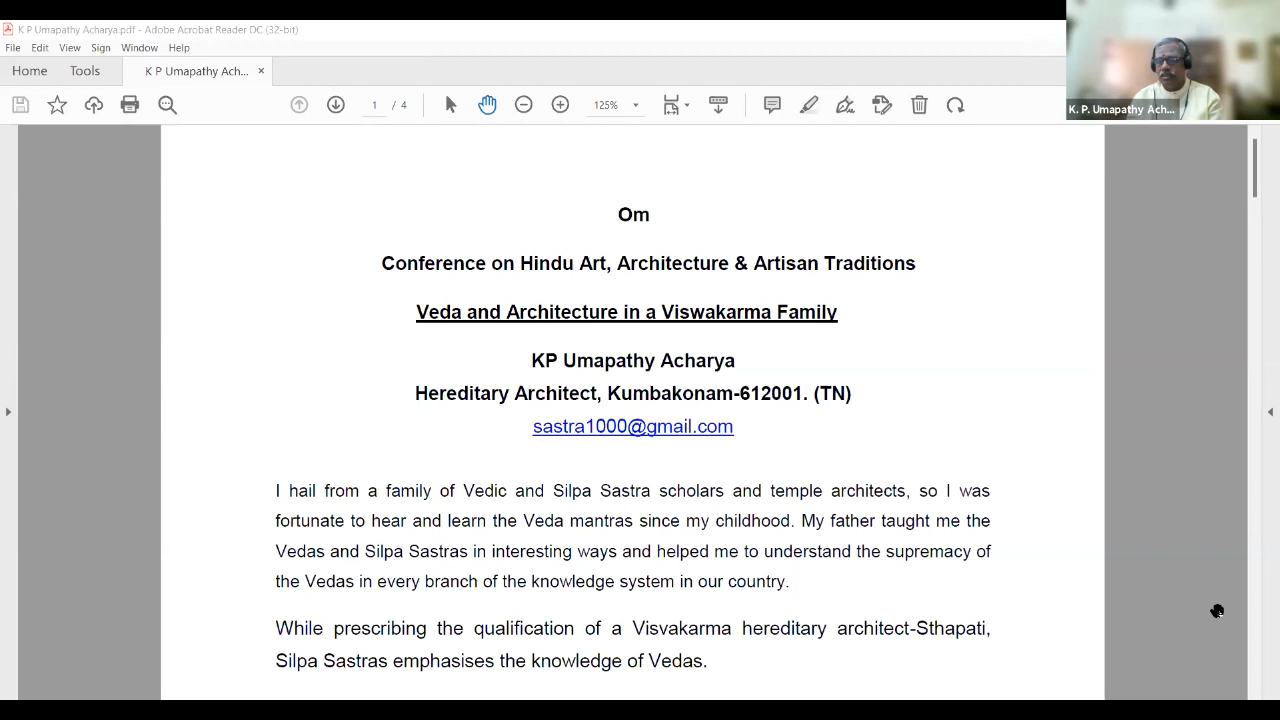 K P Umapathy Acharya.pdf - Adobe Acrobat Reader DC (32-bit)
File Edit View Sign Window Help
Home Tools K P Umapathy Ach... ×
1 / 4 125%
K. P. Umapathy Ach...
Om
Conference on Hindu Art, Architecture & Artisan Traditions
Veda and Architecture in a Viswakarma Family
KP Umapathy Acharya
Hereditary Architect, Kumbakonam-612001. (TN)
sastra1000@gmail.com
I hail from a family of Vedic and Silpa Sastra scholars and temple architects, so I was
fortunate to hear and learn the Veda mantras since my childhood. My father taught me the
Vedas and Silpa Sastras in interesting ways and helped me to understand the supremacy of
the Vedas in every branch of the knowledge system in our country.
While prescribing the qualification of a Visvakarma hereditary architect-Sthapati,
Silpa Sastras emphasises the knowledge of Vedas.